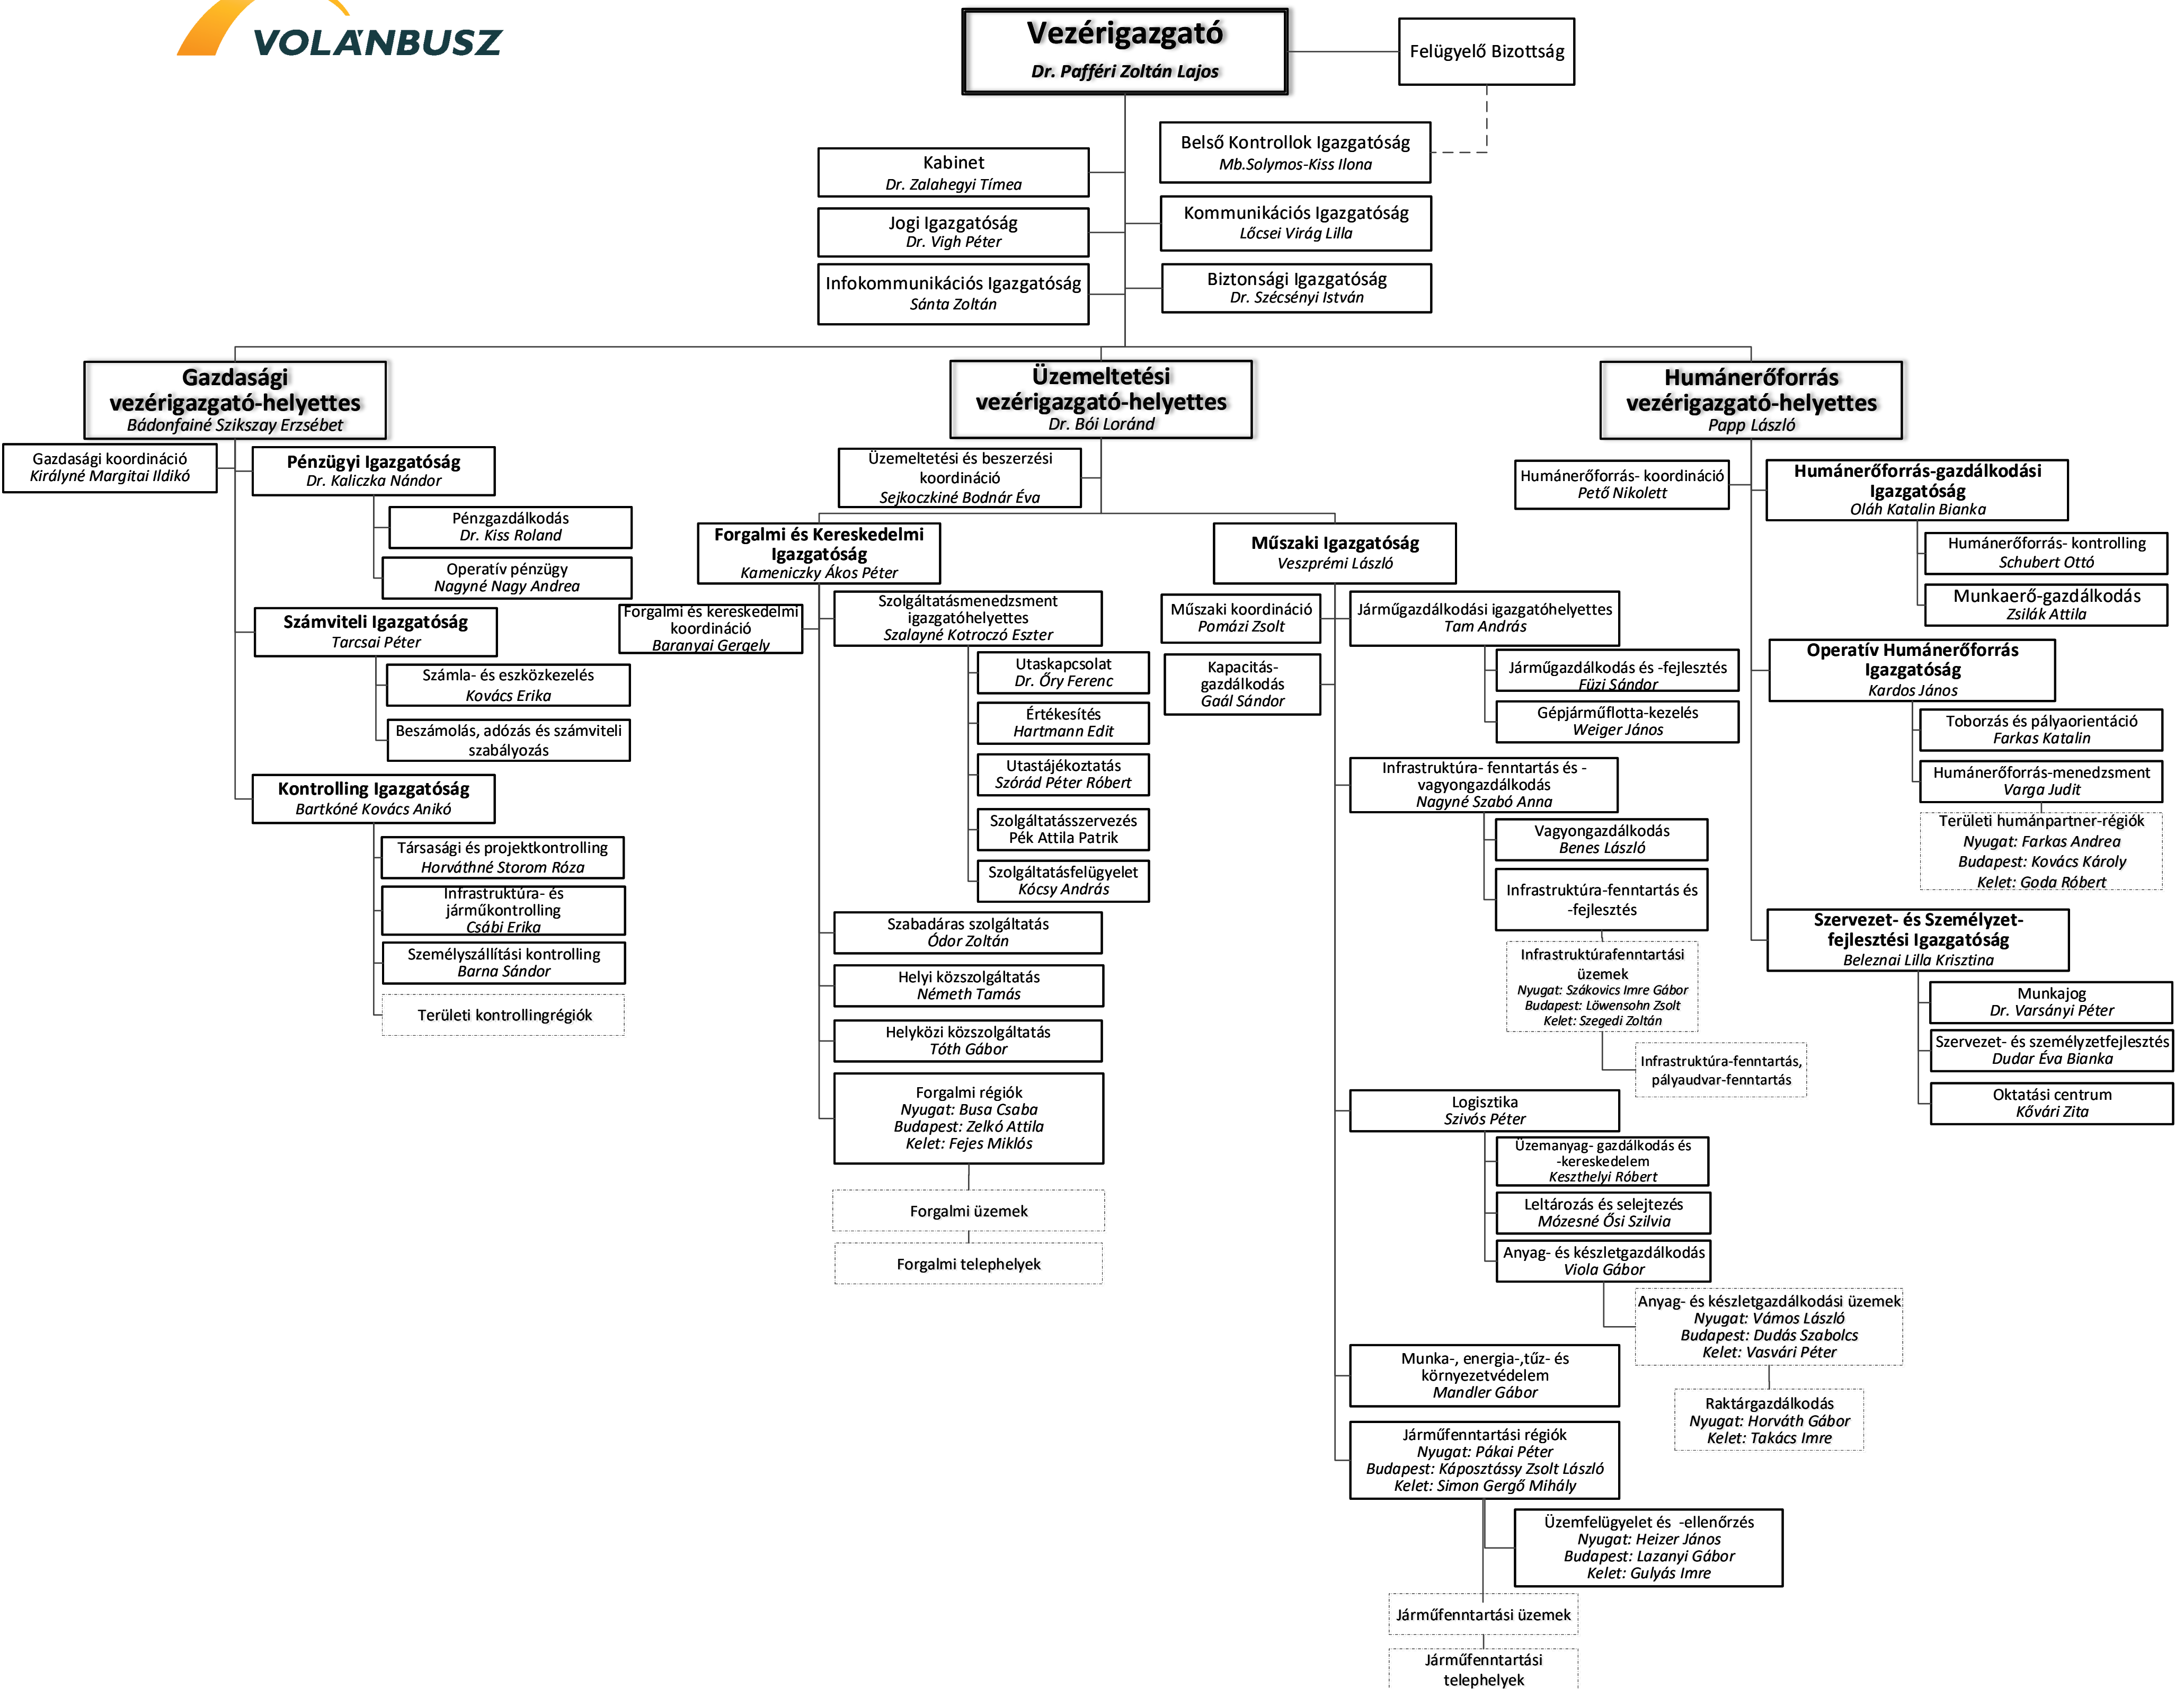 VOLÁNBUSZ
Vezérigazgató
Dr. Pafféri Zoltán Lajos
Felügyelő Bizottság
Belső Kontrollok Igazgatóság
Mb.Solymos-Kiss Ilona
Kabinet
Dr. Zalahegyi Tímea
Kommunikációs Igazgatóság
Lőcsei Virág Lilla
Jogi Igazgatóság
Dr. Vigh Péter
Biztonsági Igazgatóság
Dr. Szécsényi István
Infokommunikációs Igazgatóság
Sánta Zoltán
Gazdasági
vezérigazgató-helyettes
Bádonfainé Szikszay Erzsébet
Gazdasági koordináció
Királyné Margitai Ildikó
Pénzügyi Igazgatóság
Dr. Kaliczka Nándor
Pénzgazdálkodás
Dr. Kiss Roland
Operatív pénzügy
Nagyné Nagy Andrea
Számviteli Igazgatóság
Tarcsai Péter
Számla- és eszközkezelés
Kovács Erika
Beszámolás, adózás és számviteli
szabályozás
Kontrolling Igazgatóság
Bartkóné Kovács Anikó
Társasági és projektkontrolling
Horváthné Storom Róza
Infrastruktúra- és
járműkontrolling
Csábi Erika
Személyszállítási kontrolling
Barna Sándor
Területi kontrollingrégiók
Üzemeltetési
vezérigazgató-helyettes
Dr. Bói Loránd
Üzemeltetési és beszerzési
koordináció
Sejkoczkiné Bodnár Éva
Forgalmi és Kereskedelmi
Igazgatóság
Kameniczky Ákos Péter
Forgalmi és kereskedelmi
koordináció
Baranyai Gergely
Szolgáltatásmenedzsment
igazgatóhelyettes
Szalayné Kotroczó Eszter
Utaskapcsolat
Dr. Őry Ferenc
Értékesítés
Hartmann Edit
Utastájékoztatás
Szórád Péter Róbert
Szolgáltatásszervezés
Pék Attila Patrik
Szolgáltatásfelügyelet
Kócsy András
Szabadáras szolgáltatás
Ódor Zoltán
Helyi közszolgáltatás
Németh Tamás
Helyközi közszolgáltatás
Tóth Gábor
Forgalmi régiók
Nyugat: Busa Csaba
Budapest: Zelkó Attila
Kelet: Fejes Miklós
Forgalmi üzemek
Forgalmi telephelyek
Műszaki Igazgatóság
Veszprémi László
Műszaki koordináció
Pomázi Zsolt
Kapacitás-
gazdálkodás
Gaál Sándor
Járműgazdálkodási igazgatóhelyettes
Tam András
Járműgazdálkodás és -fejlesztés
Füzi Sándor
Gépjárműflotta-kezelés
Weiger János
Infrastruktúra- fenntartás és -
vagyongazdálkodás
Nagyné Szabó Anna
Vagyongazdálkodás
Benes László
Infrastruktúra-fenntartás és
-fejlesztés
Infrastruktúrafenntartási
üzemek
Nyugat: Szákovics Imre Gábor
Budapest: Löwensohn Zsolt
Kelet: Szegedi Zoltán
Infrastruktúra-fenntartás,
pályaudvar-fenntartás
Logisztika
Szivós Péter
Üzemanyag- gazdálkodás és
-kereskedelem
Keszthelyi Róbert
Leltározás és selejtezés
Mózesné Ősi Szilvia
Anyag- és készletgazdálkodás
Viola Gábor
Anyag- és készletgazdálkodási üzemek
Nyugat: Vámos László
Budapest: Dudás Szabolcs
Kelet: Vasvári Péter
Raktárgazdálkodás
Nyugat: Horváth Gábor
Kelet: Takács Imre
Munka-, energia-,tűz- és
környezetvédelem
Mandler Gábor
Járműfenntartási régiók
Nyugat: Pákai Péter
Budapest: Káposztássy Zsolt László
Kelet: Simon Gergő Mihály
Üzemfelügyelet és  -ellenőrzés
Nyugat: Heizer János
Budapest: Lazanyi Gábor
Kelet: Gulyás Imre
Járműfenntartási üzemek
Járműfenntartási
telephelyek
Humánerőforrás
vezérigazgató-helyettes
Papp László
Humánerőforrás- koordináció
Pető Nikolett
Humánerőforrás-gazdálkodási
Igazgatóság
Oláh Katalin Bianka
Humánerőforrás- kontrolling
Schubert Ottó
Munkaerő-gazdálkodás
Zsilák Attila
Operatív Humánerőforrás
Igazgatóság
Kardos János
Toborzás és pályaorientáció
Farkas Katalin
Humánerőforrás-menedzsment
Varga Judit
Területi humánpartner-régiók
Nyugat: Farkas Andrea
Budapest: Kovács Károly
Kelet: Goda Róbert
Szervezet- és Személyzet-
fejlesztési Igazgatóság
Beleznai Lilla Krisztina
Munkajog
Dr. Varsányi Péter
Szervezet- és személyzetfejlesztés
Dudar Éva Bianka
Oktatási centrum
Kővári Zita